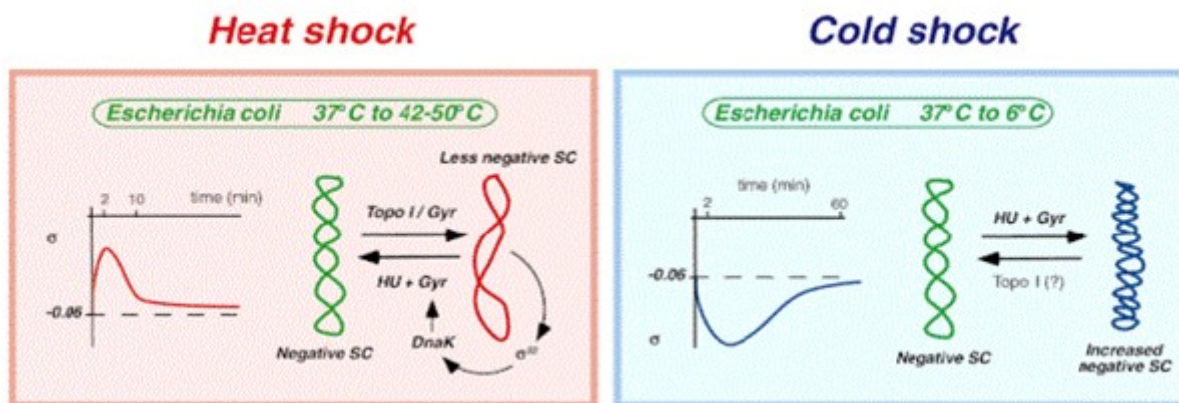 Heat shock
Escherichia coli 37°C to 42-50°C
Less negative SC
2 10 time (min)
σ
-0.06
Topo I / Gyr
HU + Gyr
DnaK
σ³²
Negative SC
Cold shock
Escherichia coli 37°C to 6°C
time (min)
2 60
-0.06
σ
HU + Gyr
Topo I (?)
Negative SC
Increased
negative SC